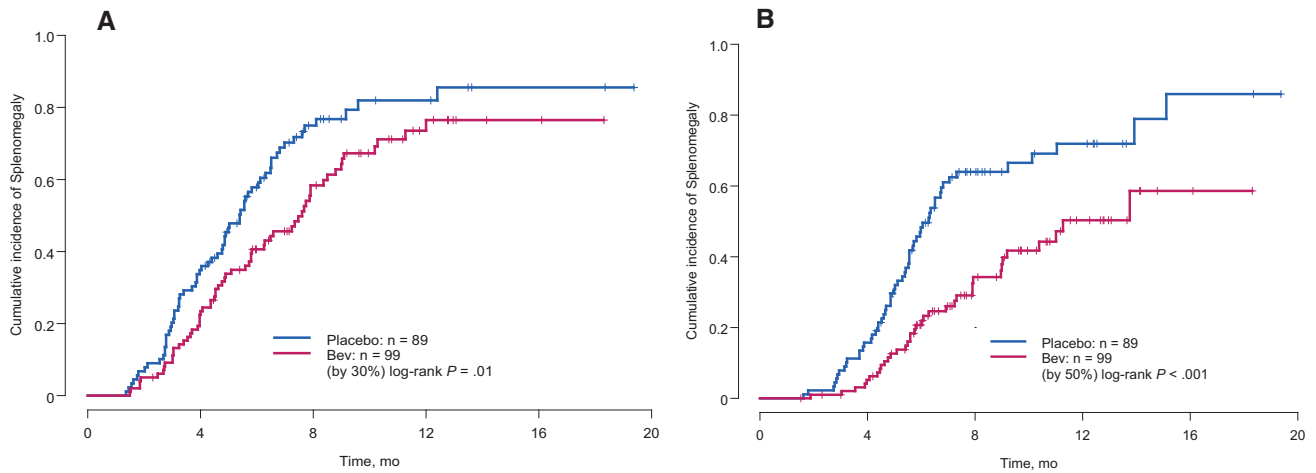 A
Cumulative incidence of Splenomegaly
1.0
0.8
0.6
0.4
0.2
0
Placebo: n = 89
Bev: n = 99
(by 30%) log-rank P = .01
0 4 8 12 16 20
Time, mo
B
Cumulative incidence of Splenomegaly
1.0
0.8
0.6
0.4
0.2
0
Placebo: n = 89
Bev: n = 99
(by 50%) log-rank P < .001
0 4 8 12 16 20
Time, mo